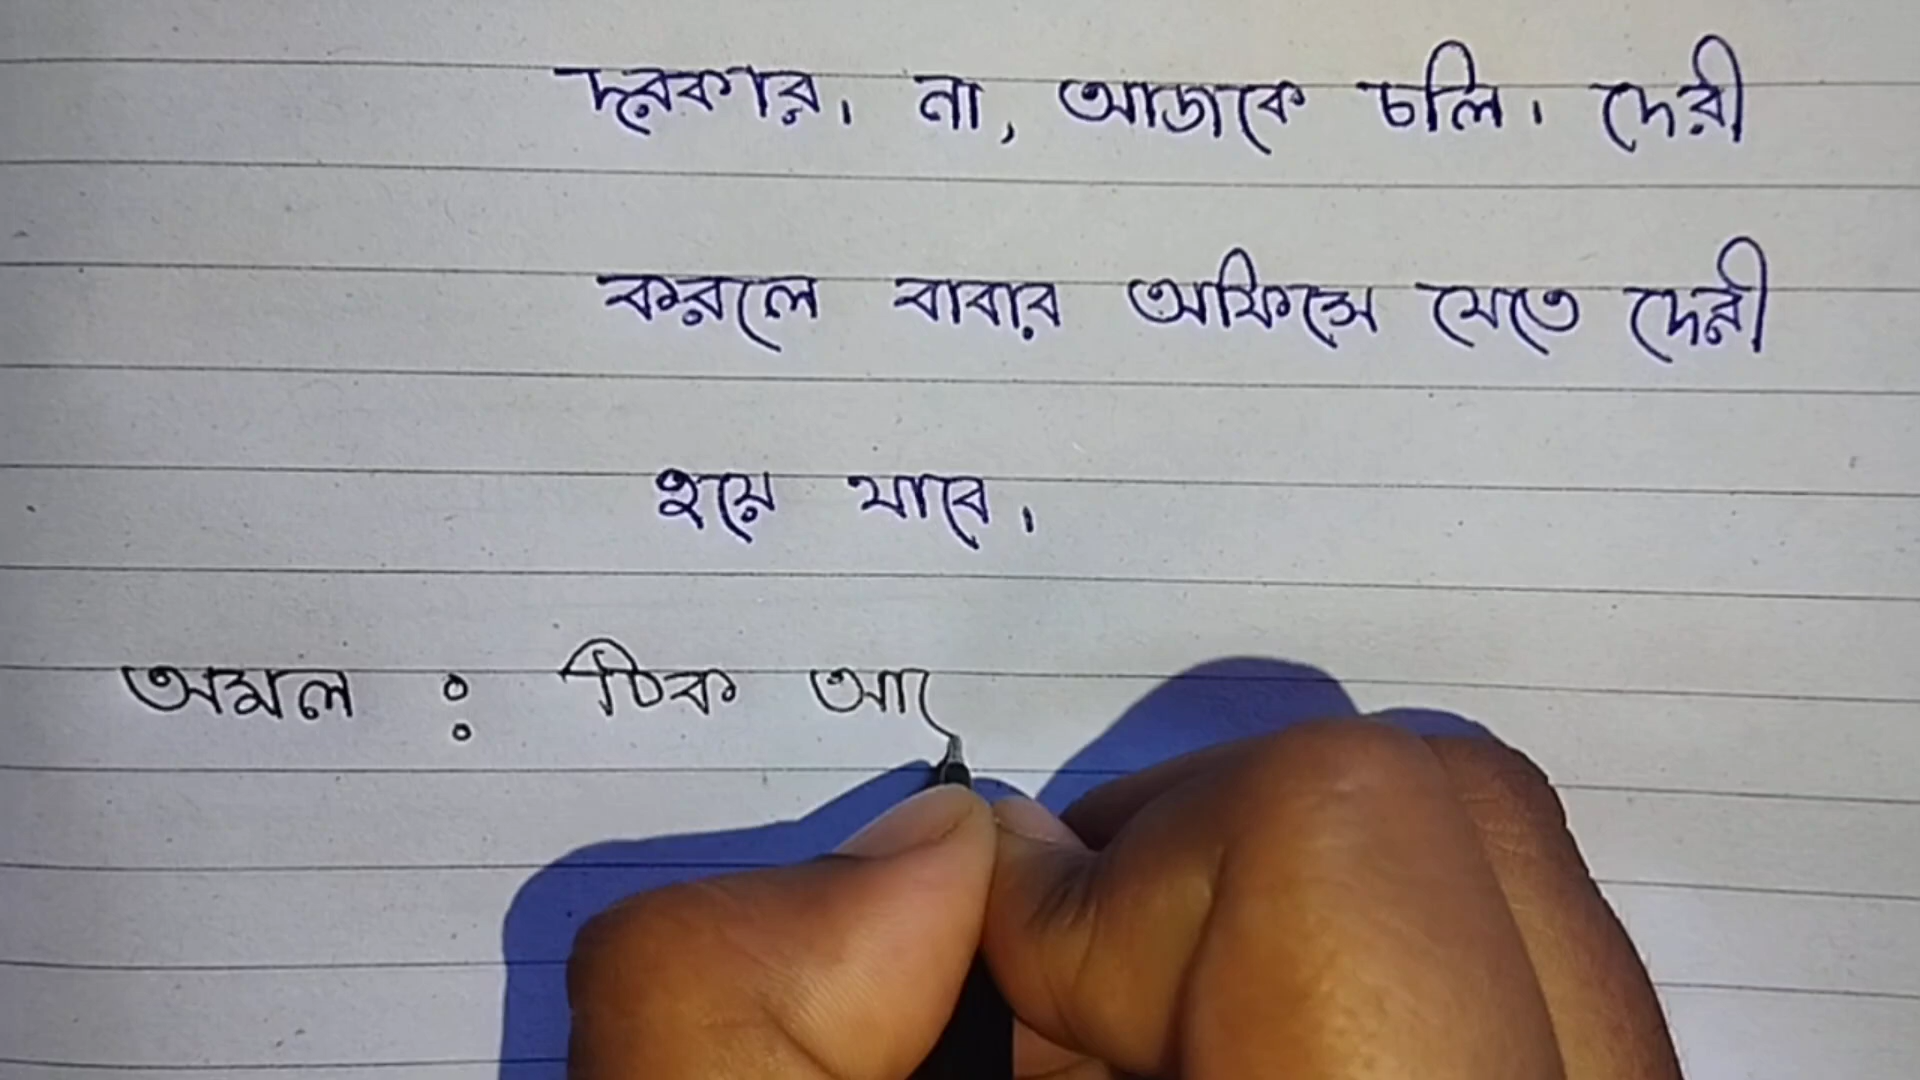 দরকার। না, আজকে চলি। দেরী
করলে বাবার অফিসে যেতে দেরী
হয়ে যাবে।
অমল : ঠিক আ